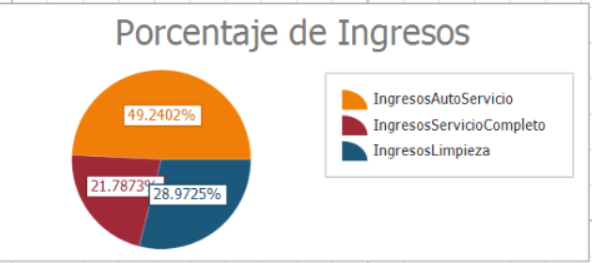 Porcentaje de Ingresos
49.2402%
21.7873%
28.9725%
IngresosAutoServicio
IngresosServicioCompleto
IngresosLimpieza